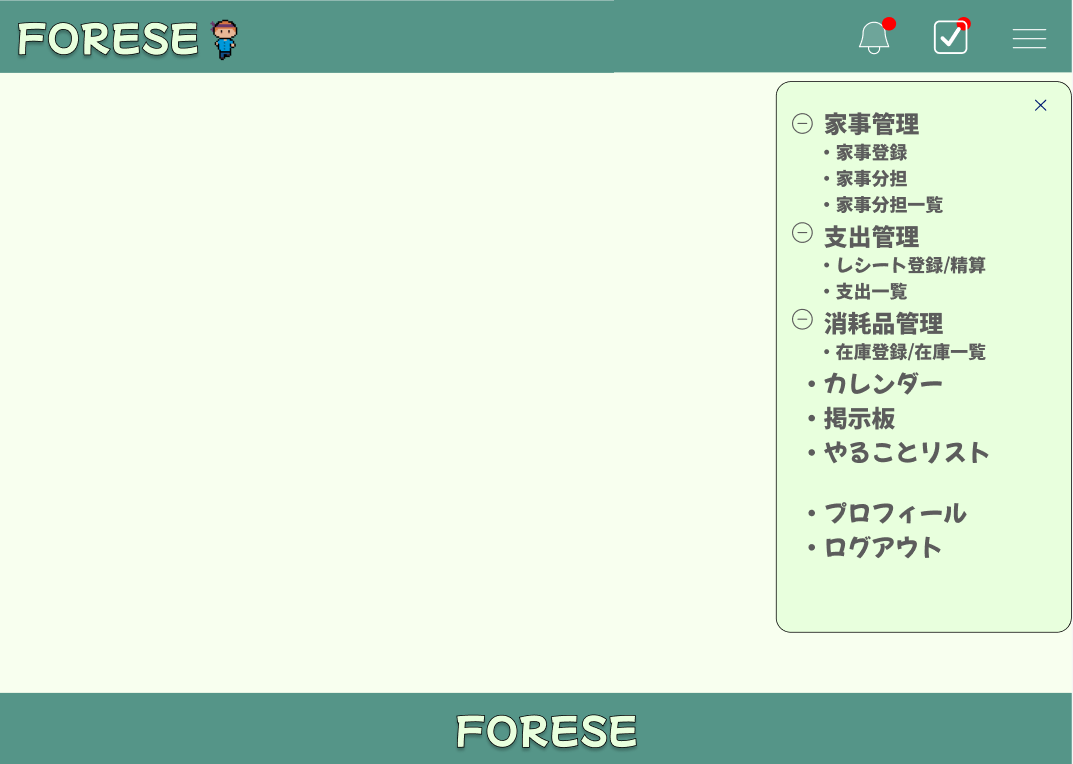 FORESE
家事管理
・家事登録
・家事分担
・家事分担一覧
支出管理
・レシート登録/精算
・支出一覧
消耗品管理
・在庫登録/在庫一覧
・カレンダー
・掲示板
・やることリスト
・プロフィール
・ログアウト
FORESE